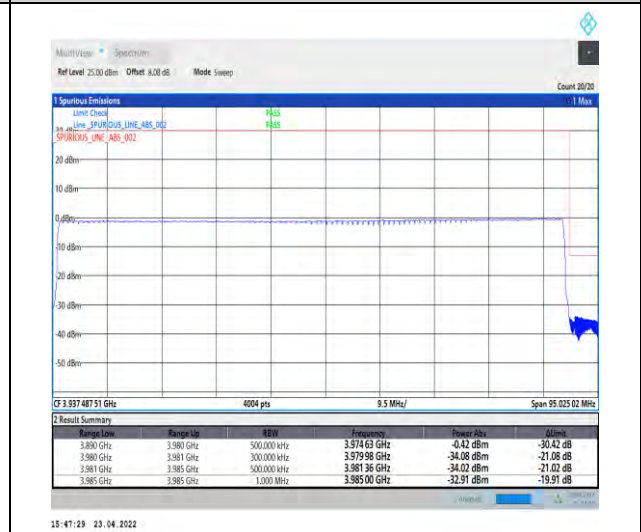 MultiView Spectrum
Ref Level 25.00 dBm Offset 8.08 dB Mode Sweep
Count 20/20
1 Spurious Emissions 1 Max
Limit Check PASS
Line _SPURIOUS_LINE_ABS_002 PASS
_SPURIOUS_LINE_ABS_002
20 dBm
10 dBm
0 dBm
-10 dBm
-20 dBm
-30 dBm
-40 dBm
-50 dBm
CF 3.937 487 51 GHz 4004 pts 9.5 MHz/ Span 95.025 02 MHz
2 Result Summary
Range Low Range Up RBW Frequency Power Abs ΔLimit
3.890 GHz 3.980 GHz 500.000 kHz 3.974 63 GHz -0.42 dBm -30.42 dB
3.980 GHz 3.981 GHz 300.000 kHz 3.979 98 GHz -34.08 dBm -21.08 dB
3.981 GHz 3.985 GHz 500.000 kHz 3.981 36 GHz -34.02 dBm -21.02 dB
3.985 GHz 3.985 GHz 1.000 MHz 3.985 00 GHz -32.91 dBm -19.91 dB
15:47:29 23.04.2022